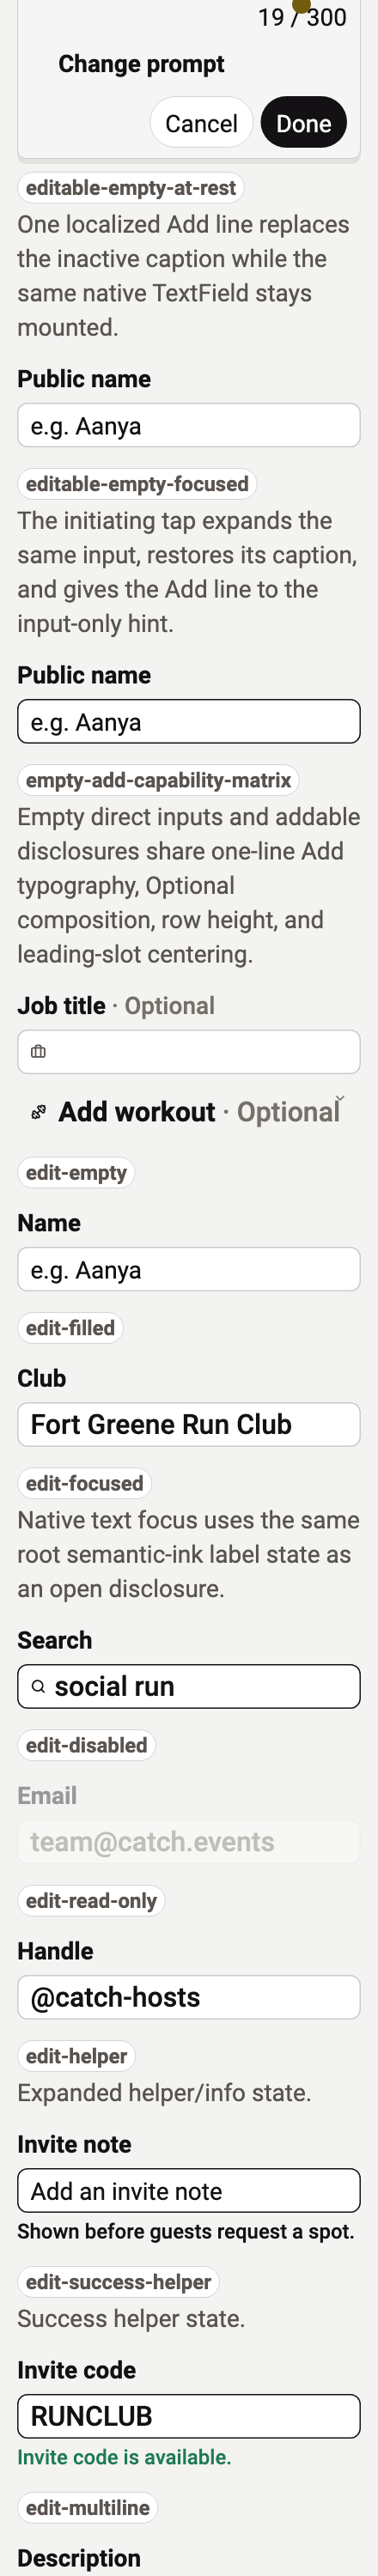 19 / 300
Change prompt
Cancel Done
editable-empty-at-rest
One localized Add line replaces
the inactive caption while the
same native TextField stays
mounted.
Public name
e.g. Aanya
editable-empty-focused
The initiating tap expands the
same input, restores its caption,
and gives the Add line to the
input-only hint.
Public name
e.g. Aanya
empty-add-capability-matrix
Empty direct inputs and addable
disclosures share one-line Add
typography, Optional
composition, row height, and
leading-slot centering.
Job title · Optional
Add workout · Optional
edit-empty
Name
e.g. Aanya
edit-filled
Club
Fort Greene Run Club
edit-focused
Native text focus uses the same
root semantic-ink label state as
an open disclosure.
Search
social run
edit-disabled
Email
team@catch.events
edit-read-only
Handle
@catch-hosts
edit-helper
Expanded helper/info state.
Invite note
Add an invite note
Shown before guests request a spot.
edit-success-helper
Success helper state.
Invite code
RUNCLUB
Invite code is available.
edit-multiline
Description